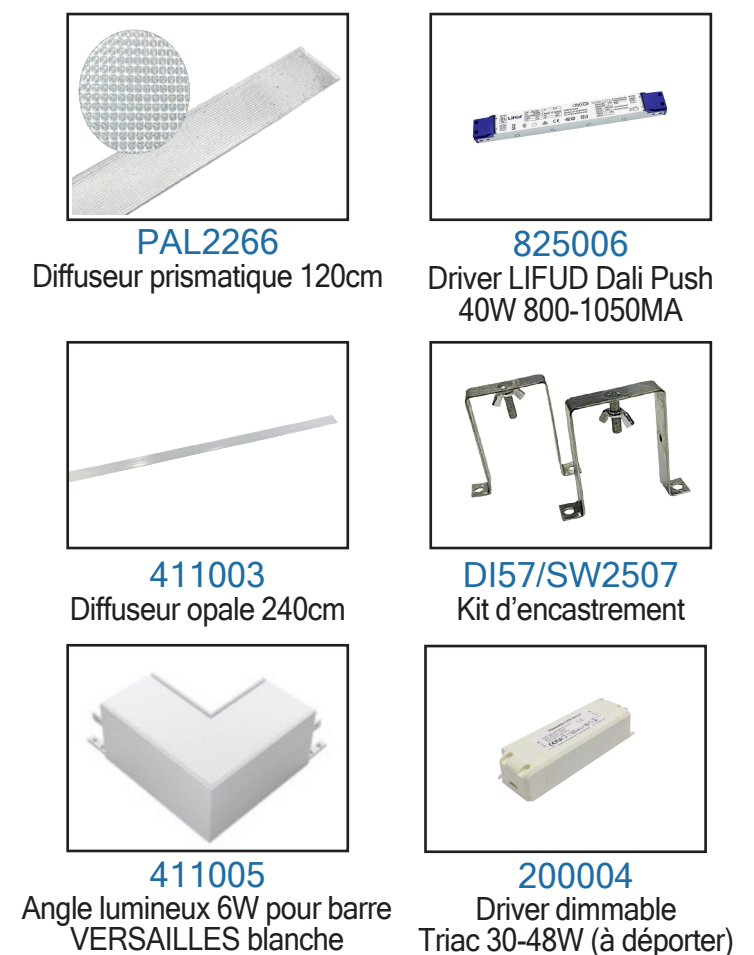 PAL2266
Diffuseur prismatique 120cm
825006
Driver LIFUD Dali Push
40W 800-1050MA
411003
Diffuseur opale 240cm
DI57/SW2507
Kit d'encastrement
411005
Angle lumineux 6W pour barre
VERSAILLES blanche
200004
Driver dimmable
Triac 30-48W (à déporter)